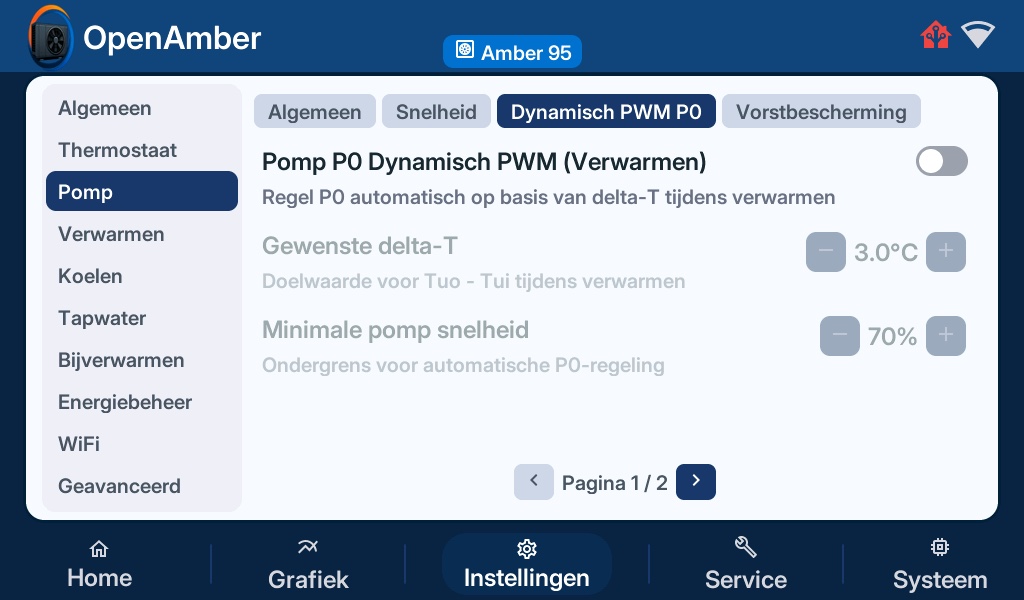 OpenAmber
Amber 95
Algemeen
Thermostaat
Pomp
Verwarmen
Koelen
Tapwater
Bijverwarmen
Energiebeheer
WiFi
Geavanceerd
Algemeen Snelheid Dynamisch PWM P0 Vorstbescherming
Pomp P0 Dynamisch PWM (Verwarmen)
Regel P0 automatisch op basis van delta-T tijdens verwarmen
Gewenste delta-T
− 3.0°C +
Doelwaarde voor Tuo - Tui tijdens verwarmen
Minimale pomp snelheid
− 70% +
Ondergrens voor automatische P0-regeling
Pagina 1 / 2
Home Grafiek Instellingen Service Systeem